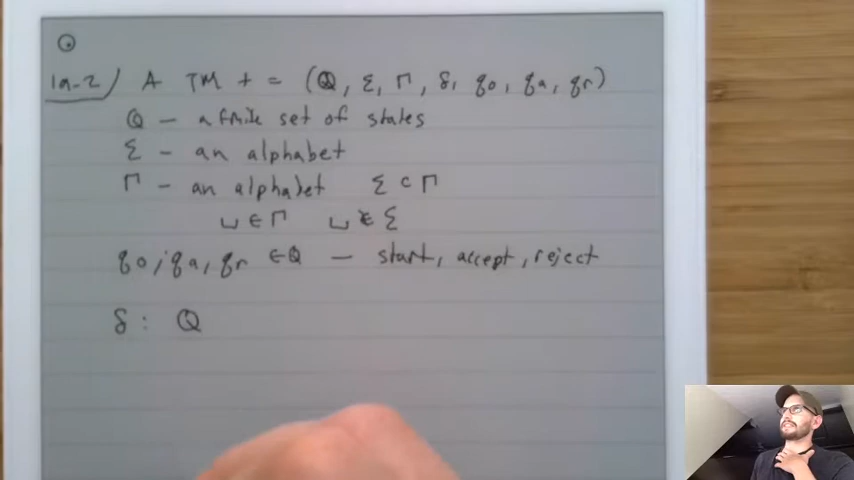 19-2) A TM t = (Q, Σ, Γ, δ, q0, qa, qr)
Q – a finite set of states
Σ – an alphabet
Γ – an alphabet Σ ⊂ Γ
⊔ ∈ Γ ⊔ ∉ Σ
q0, qa, qr ∈ Q – start, accept, reject
δ : Q